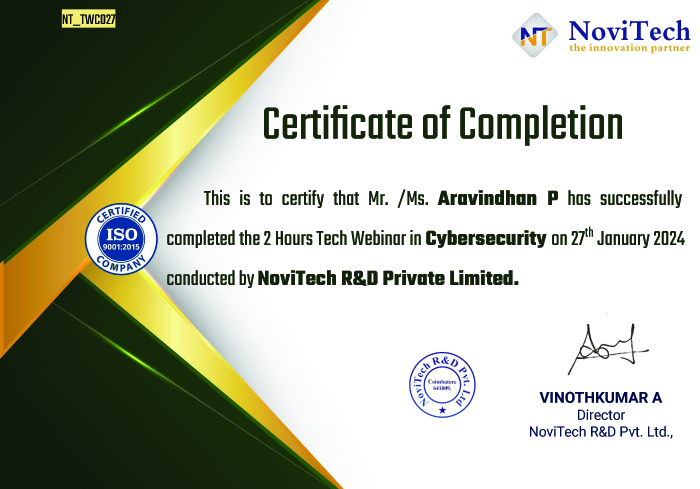 NT_TWC027
NT
NoviTech
the innovation partner
Certificate of Completion
This is to certify that Mr. /Ms. Aravindhan P has successfully
completed the 2 Hours Tech Webinar in Cybersecurity on 27th January 2024
conducted by NoviTech R&D Private Limited.
CERTIFIED
ISO
9001:2015
COMPANY
NoviTech R&D Pvt. Ltd
Coimbatore
641009.
VINOTHKUMAR A
Director
NoviTech R&D Pvt. Ltd.,